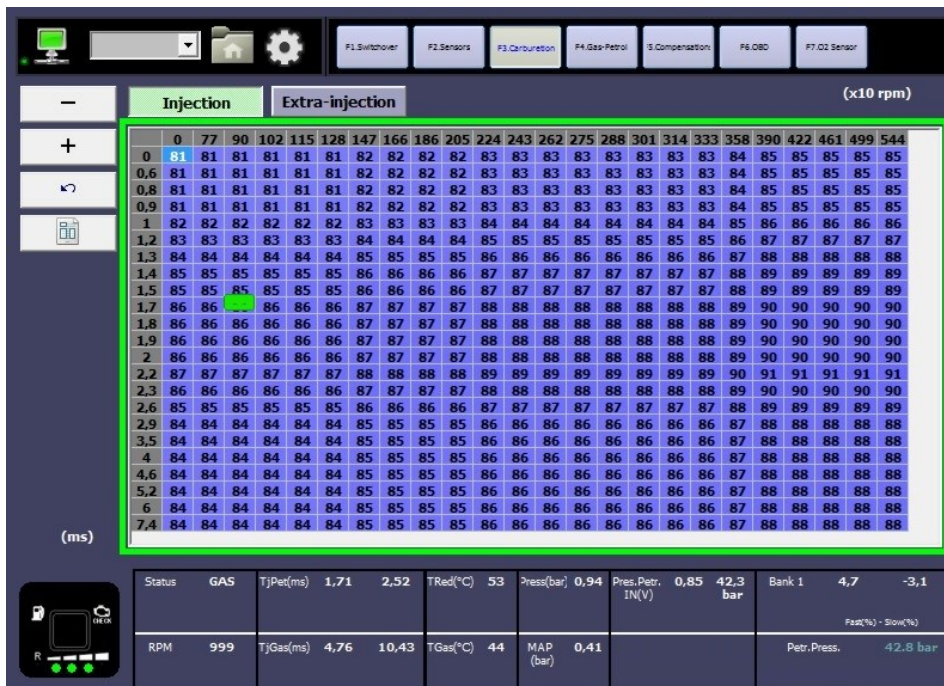 F1.Switchover F2.Sensors F3.Carburetion F4.Gas-Petrol 5.Compensation F6.OBD F7.O2 Sensor
Injection Extra-injection (x10 rpm)
0 77 90 102 115 128 147 166 186 205 224 243 262 275 288 301 314 333 358 390 422 461 499 544
0 81 81 81 81 81 81 82 82 82 82 83 83 83 83 83 83 83 83 84 85 85 85 85 85
0,6 81 81 81 81 81 81 82 82 82 82 83 83 83 83 83 83 83 83 84 85 85 85 85 85
0,8 81 81 81 81 81 81 82 82 82 82 83 83 83 83 83 83 83 83 84 85 85 85 85 85
0,9 81 81 81 81 81 81 82 82 82 82 83 83 83 83 83 83 83 83 84 85 85 85 85 85
1 82 82 82 82 82 82 83 83 83 83 84 84 84 84 84 84 84 84 85 86 86 86 86 86
1,2 83 83 83 83 83 83 84 84 84 84 85 85 85 85 85 85 85 85 86 87 87 87 87 87
1,3 84 84 84 84 84 84 85 85 85 85 86 86 86 86 86 86 86 86 87 88 88 88 88 88
1,4 85 85 85 85 85 85 86 86 86 86 87 87 87 87 87 87 87 87 88 89 89 89 89 89
1,5 85 85 85 85 85 85 86 86 86 86 87 87 87 87 87 87 87 87 88 89 89 89 89 89
1,7 86 86 86 86 86 87 87 87 87 88 88 88 88 88 88 88 88 89 90 90 90 90 90
1,8 86 86 86 86 86 86 87 87 87 87 88 88 88 88 88 88 88 88 89 90 90 90 90 90
1,9 86 86 86 86 86 86 87 87 87 87 88 88 88 88 88 88 88 88 89 90 90 90 90 90
2 86 86 86 86 86 86 87 87 87 87 88 88 88 88 88 88 88 88 89 90 90 90 90 90
2,2 87 87 87 87 87 87 88 88 88 88 89 89 89 89 89 89 89 89 90 91 91 91 91 91
2,3 86 86 86 86 86 86 87 87 87 87 88 88 88 88 88 88 88 88 89 90 90 90 90 90
2,6 85 85 85 85 85 85 86 86 86 86 87 87 87 87 87 87 87 87 88 89 89 89 89 89
2,9 84 84 84 84 84 84 85 85 85 85 86 86 86 86 86 86 86 86 87 88 88 88 88 88
3,5 84 84 84 84 84 84 85 85 85 85 86 86 86 86 86 86 86 86 87 88 88 88 88 88
4 84 84 84 84 84 84 85 85 85 85 86 86 86 86 86 86 86 86 87 88 88 88 88 88
4,6 84 84 84 84 84 84 85 85 85 85 86 86 86 86 86 86 86 86 87 88 88 88 88 88
5,2 84 84 84 84 84 84 85 85 85 85 86 86 86 86 86 86 86 86 87 88 88 88 88 88
6 84 84 84 84 84 84 85 85 85 85 86 86 86 86 86 86 86 86 87 88 88 88 88 88
7,4 84 84 84 84 84 84 85 85 85 85 86 86 86 86 86 86 86 86 87 88 88 88 88 88
(ms)
Status GAS TjPet(ms) 1,71 2,52 TRed(°C) 53 Press(bar) 0,94 Pres.Petr. IN(V) 0,85 42,3 bar Bank 1 4,7 -3,1
Fast(%) - Slow(%)
CHECK
RPM 999 TjGas(ms) 4,76 10,43 TGas(°C) 44 MAP (bar) 0,41 Petr.Press. 42.8 bar
R